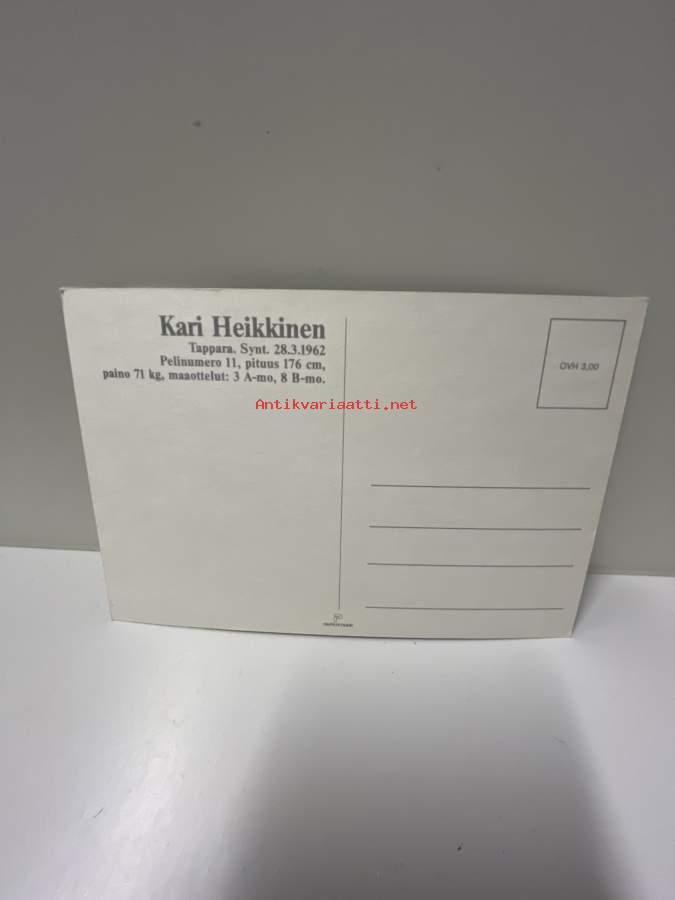 Kari Heikkinen
Tappara. Synt. 28.3.1962
Pelinumero 11, pituus 176 cm,
paino 71 kg, maaottelut: 3 A-mo, 8 B-mo.
OVH 3,00
Antikvariaatti.net